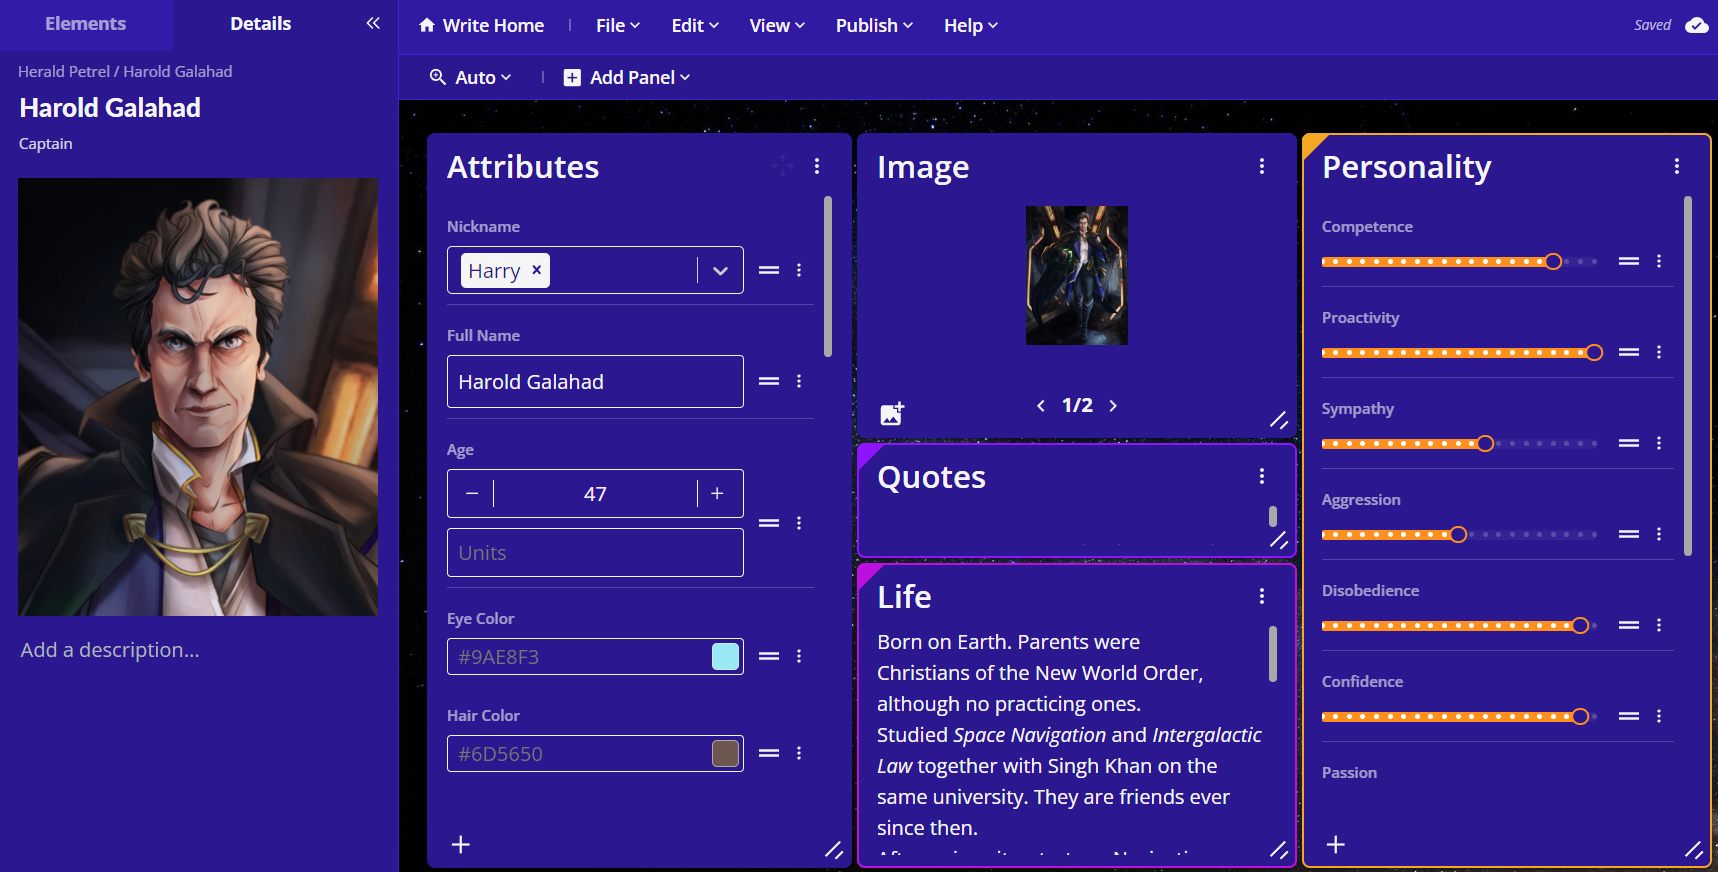 Elements
Details
Write Home
File
Edit
View
Publish
Help
Saved
Auto
Add Panel
Herald Petrel / Harold Galahad
Harold Galahad
Captain
Add a description...
Attributes
Nickname
Harry ×
Full Name
Harold Galahad
Age
− 47 +
Units
Eye Color
#9AE8F3
Hair Color
#6D5650
Image
1/2
Quotes
Life
Born on Earth. Parents were
Christians of the New World Order,
although no practicing ones.
Studied Space Navigation and Intergalactic
Law together with Singh Khan on the
same university. They are friends ever
since then.
Personality
Competence
Proactivity
Sympathy
Aggression
Disobedience
Confidence
Passion